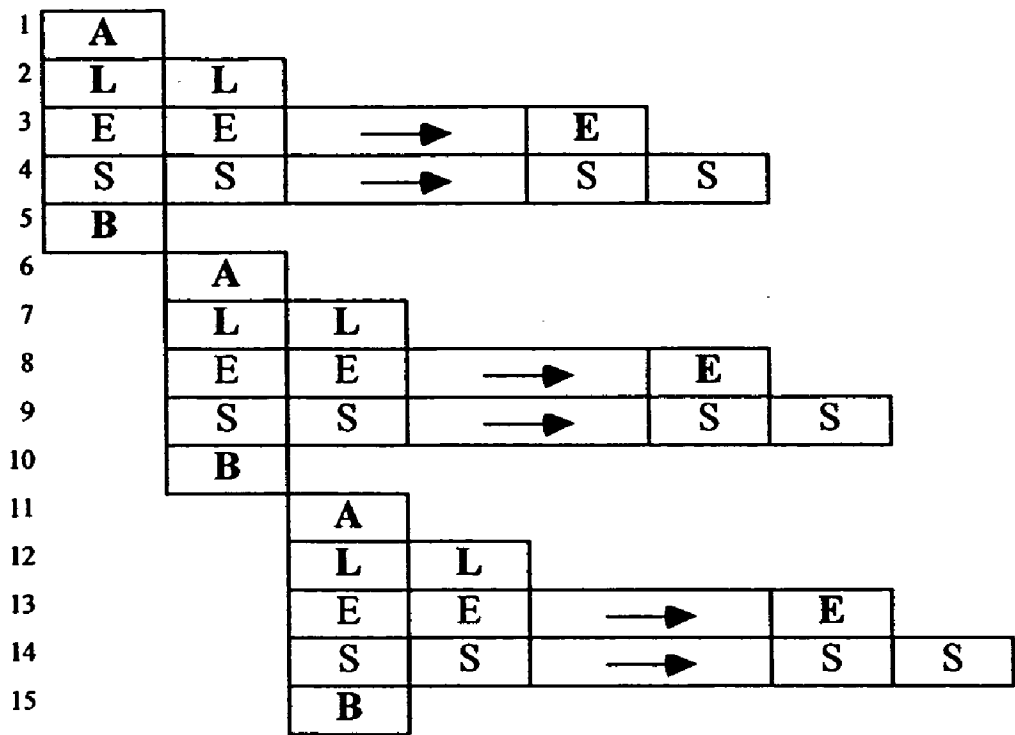 1 A
2 L L
3 E E → E
4 S S → S S
5 B
6 A
7 L L
8 E E → E
9 S S → S S
10 B
11 A
12 L L
13 E E → E
14 S S → S S
15 B